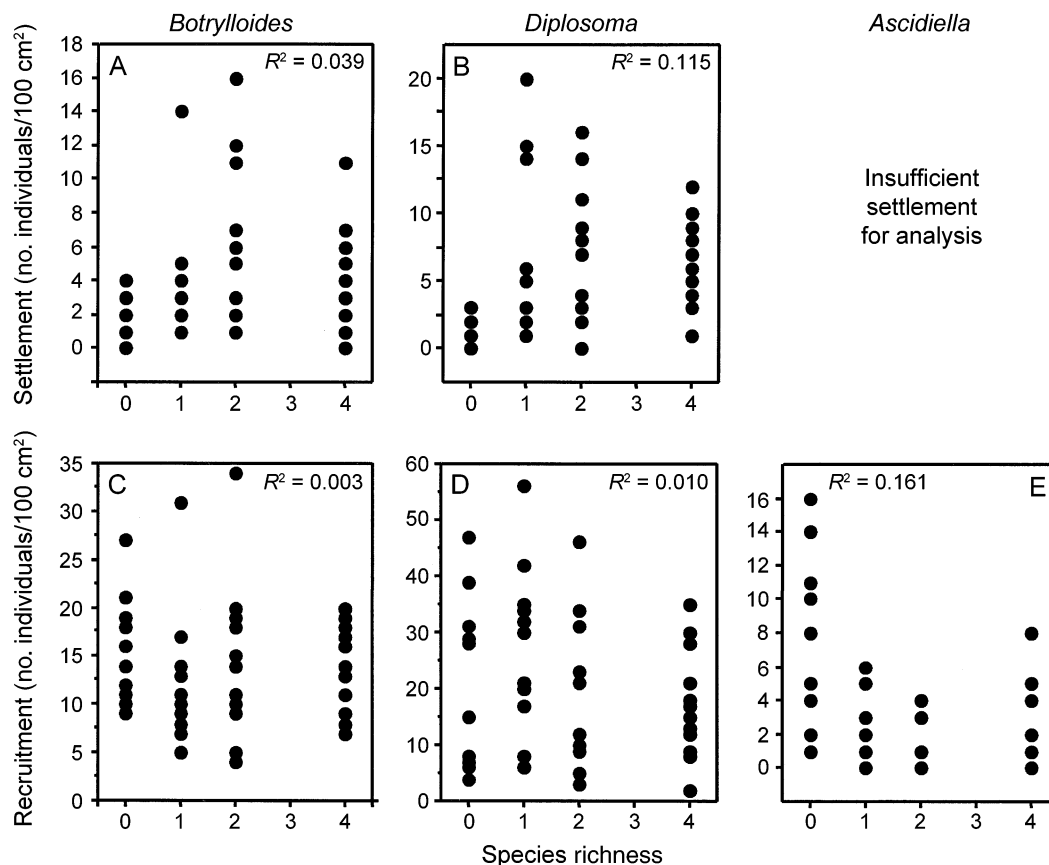 Botrylloides
Diplosoma
Ascidiella
Settlement (no. individuals/100 cm²)
A
R² = 0.039
18
16
14
12
10
8
6
4
2
0
0 1 2 3 4
B
R² = 0.115
20
15
10
5
0
0 1 2 3 4
Insufficient
settlement
for analysis
Recruitment (no. individuals/100 cm²)
C
R² = 0.003
35
30
25
20
15
10
5
0
0 1 2 3 4
D
R² = 0.010
60
50
40
30
20
10
0
0 1 2 3 4
R² = 0.161
E
16
14
12
10
8
6
4
2
0
0 1 2 3 4
Species richness